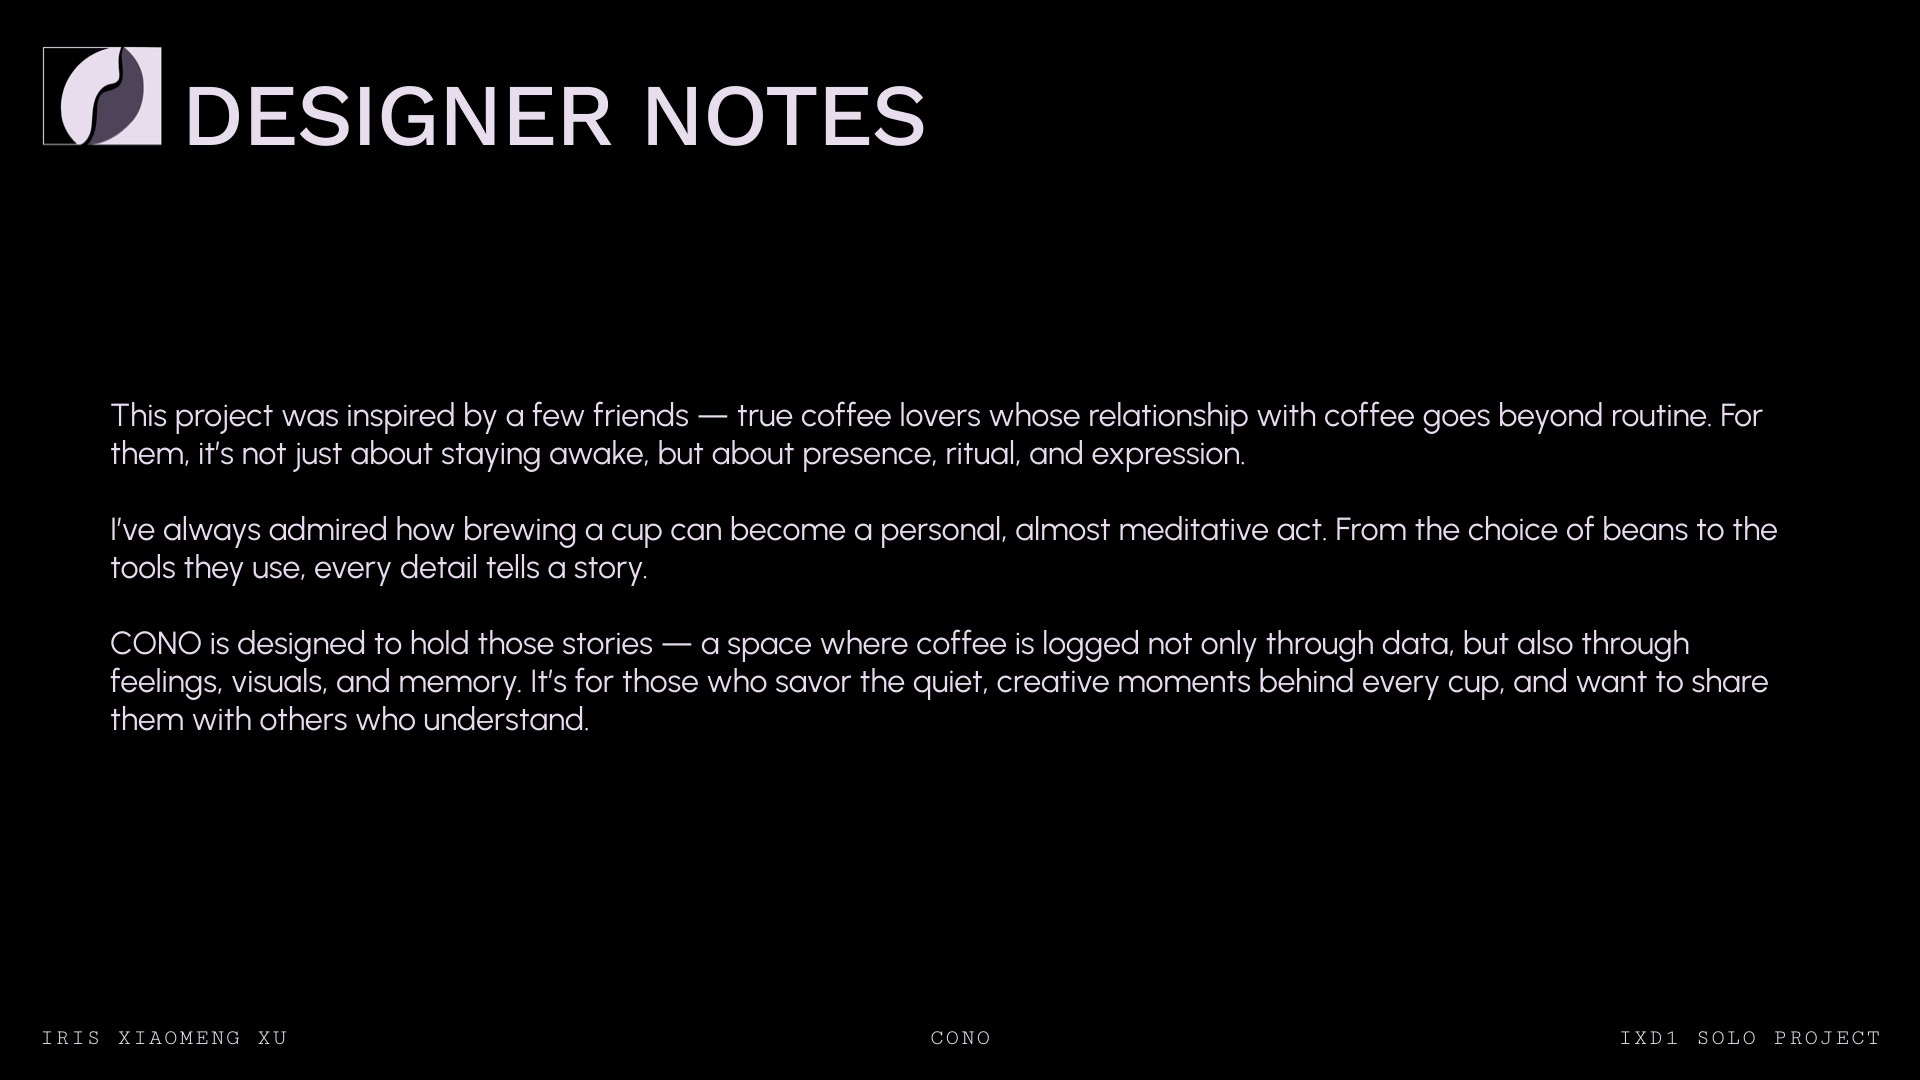 DESIGNER NOTES
This project was inspired by a few friends — true coffee lovers whose relationship with coffee goes beyond routine. For
them, it's not just about staying awake, but about presence, ritual, and expression.
I've always admired how brewing a cup can become a personal, almost meditative act. From the choice of beans to the
tools they use, every detail tells a story.
CONO is designed to hold those stories — a space where coffee is logged not only through data, but also through
feelings, visuals, and memory. It's for those who savor the quiet, creative moments behind every cup, and want to share
them with others who understand.
IRIS XIAOMENG XU
CONO
IXD1 SOLO PROJECT